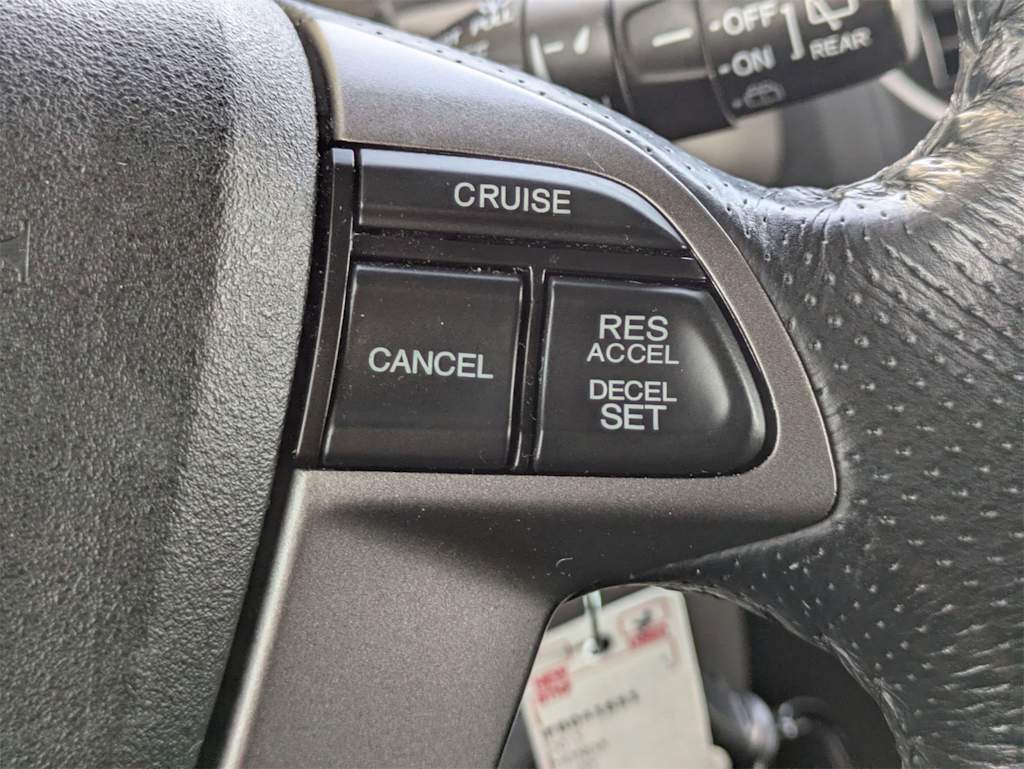 OFF
ON
REAR
CRUISE
CANCEL
RES
ACCEL
DECEL
SET